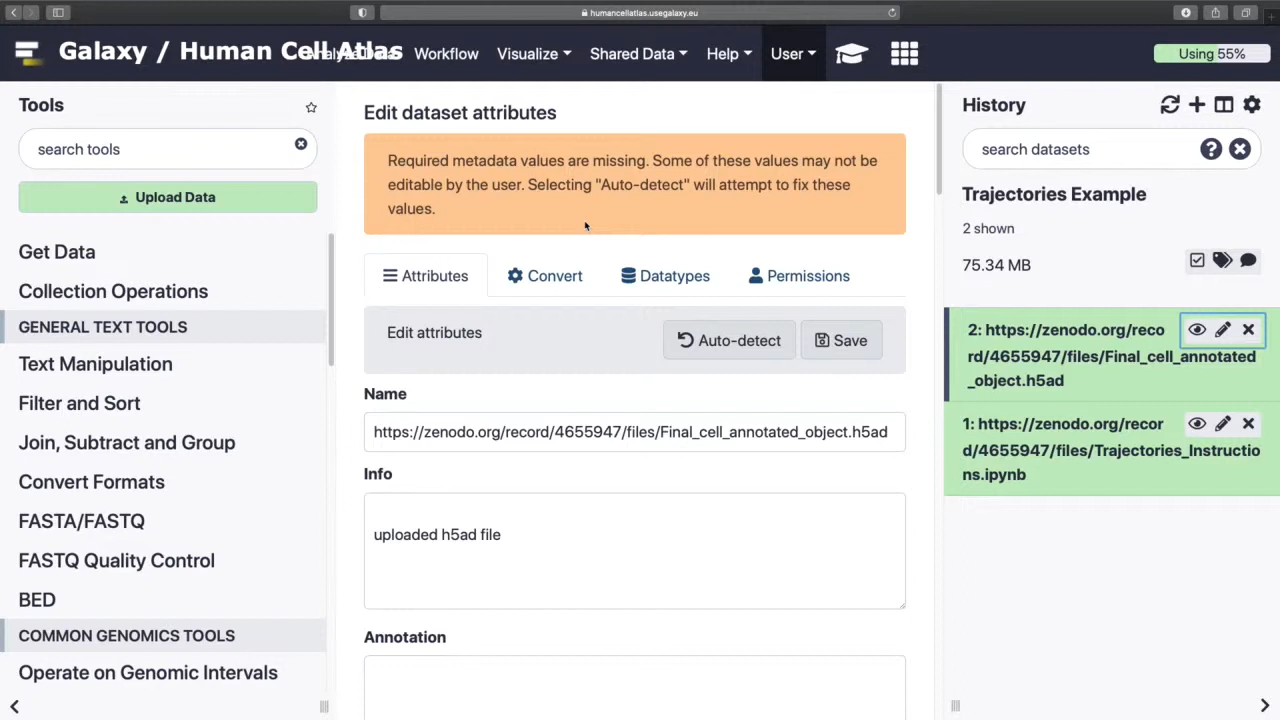 humancellatlas.usegalaxy.eu
Galaxy / Human Cell Atlas
Workflow
Visualize
Shared Data
Help
User
Using 55%
Tools
search tools
Upload Data
Get Data
Collection Operations
GENERAL TEXT TOOLS
Text Manipulation
Filter and Sort
Join, Subtract and Group
Convert Formats
FASTA/FASTQ
FASTQ Quality Control
BED
COMMON GENOMICS TOOLS
Operate on Genomic Intervals
Edit dataset attributes
Required metadata values are missing. Some of these values may not be
editable by the user. Selecting "Auto-detect" will attempt to fix these
values.
Attributes
Convert
Datatypes
Permissions
Edit attributes
Auto-detect
Save
Name
https://zenodo.org/record/4655947/files/Final_cell_annotated_object.h5ad
Info
uploaded h5ad file
Annotation
History
search datasets
Trajectories Example
2 shown
75.34 MB
2: https://zenodo.org/reco
rd/4655947/files/Final_cell_annotated
_object.h5ad
1: https://zenodo.org/recor
d/4655947/files/Trajectories_Instructio
ns.ipynb